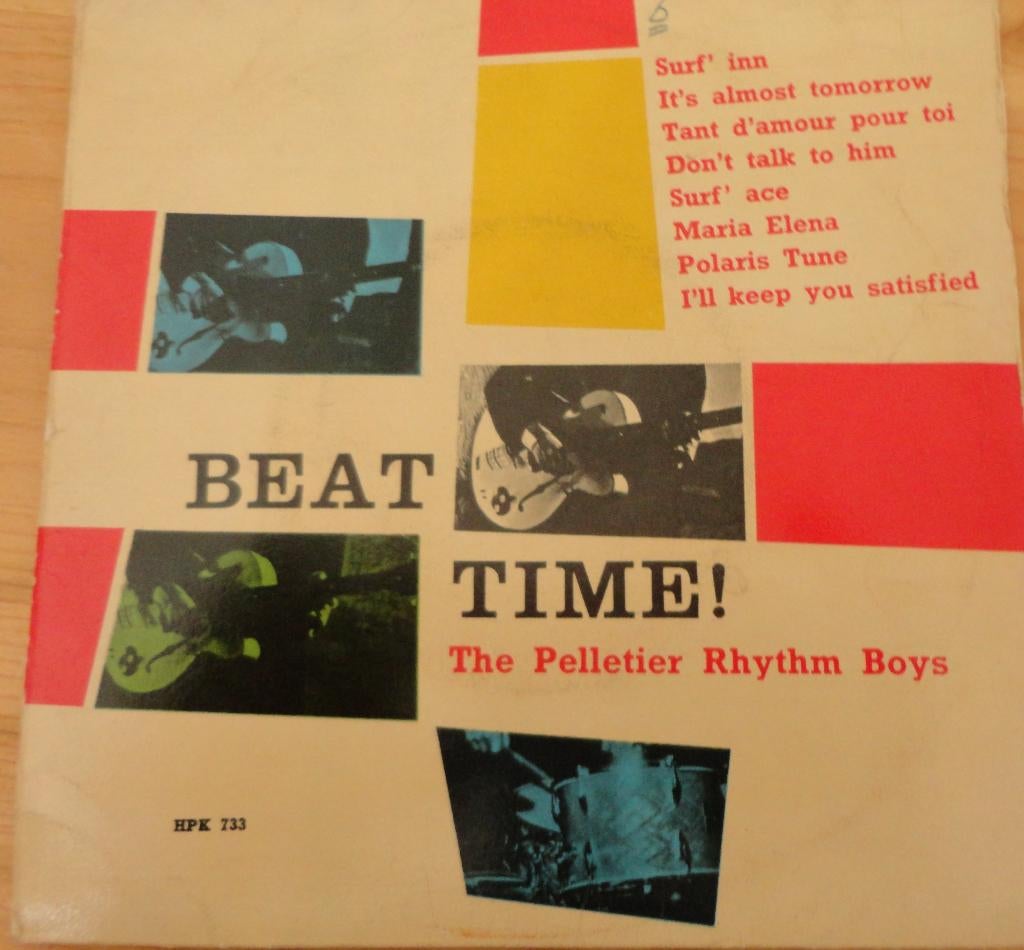 Surf' inn
It's almost tomorrow
Tant d'amour pour toi
Don't talk to him
Surf' ace
Maria Elena
Polaris Tune
I'll keep you satisfied
BEAT
TIME!
The Pelletier Rhythm Boys
HPK 733